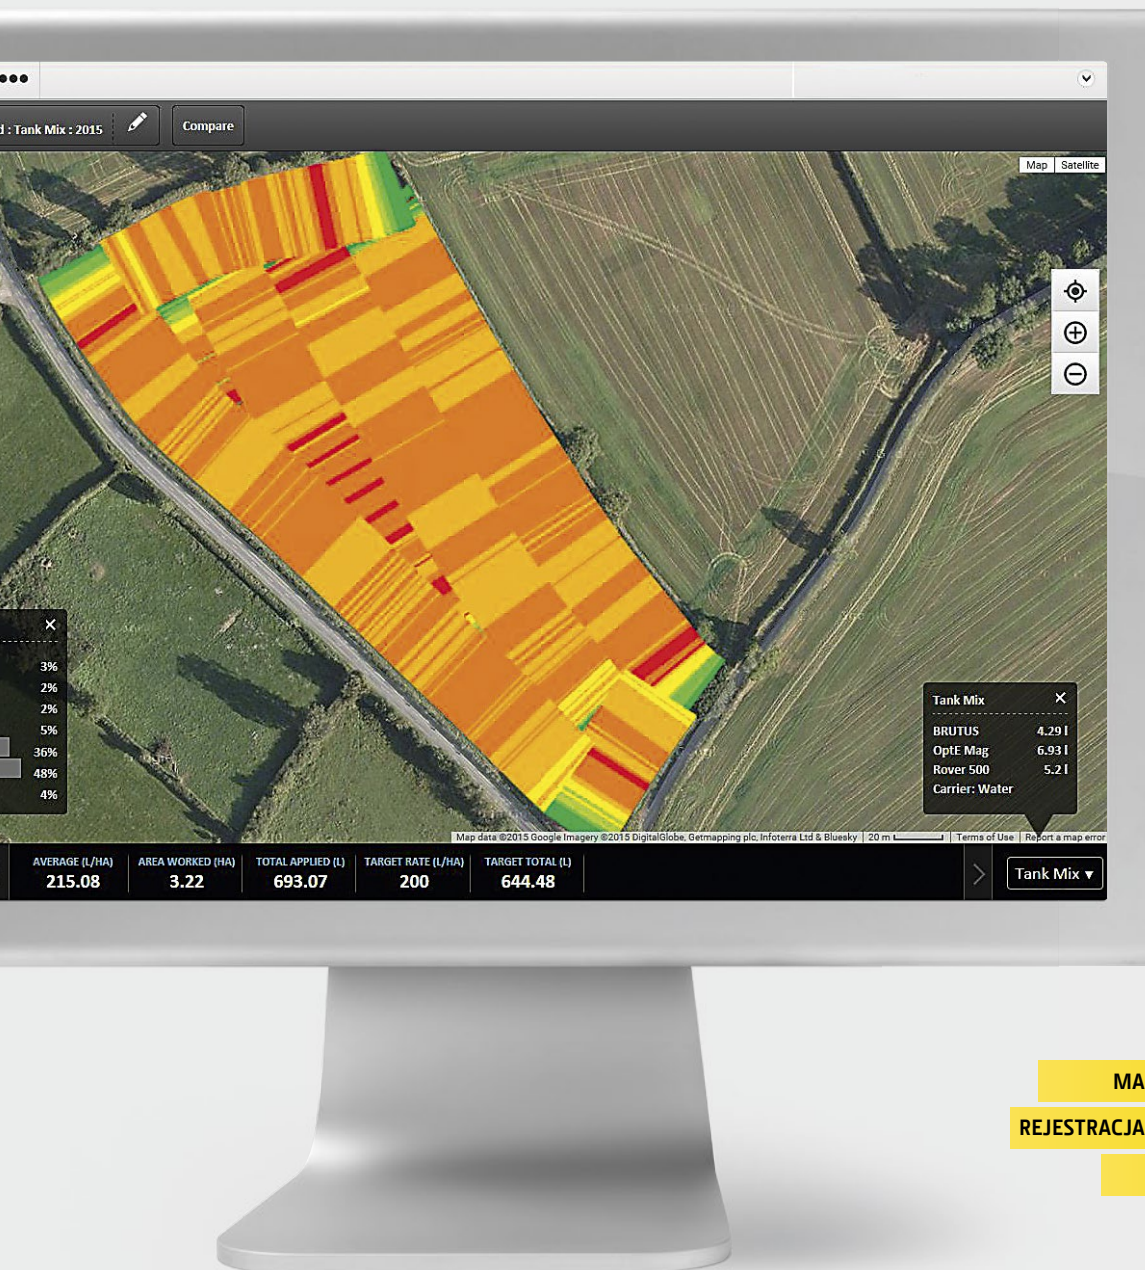 d : Tank Mix : 2015
Compare
Map
Satellite
3%
2%
2%
5%
36%
48%
4%
Tank Mix
BRUTUS 4.29 l
OptE Mag 6.93 l
Rover 500 5.2 l
Carrier: Water
Map data ©2015 Google Imagery ©2015 DigitalGlobe, Getmapping plc, Infoterra Ltd & Bluesky 20 m Terms of Use Report a map error
AVERAGE (L/HA) AREA WORKED (HA) TOTAL APPLIED (L) TARGET RATE (L/HA) TARGET TOTAL (L)
215.08 3.22 693.07 200 644.48
Tank Mix ▾
MA
REJESTRACJA